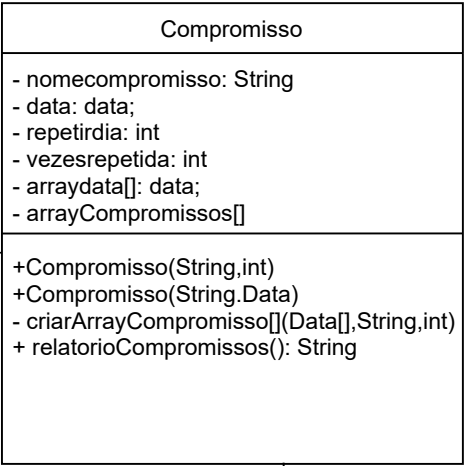 Compromisso
- nomecompromisso: String
- data: data;
- repetirdia: int
- vezesrepetida: int
- arraydata[]: data;
- arrayCompromissos[]
+Compromisso(String,int)
+Compromisso(String.Data)
- criarArrayCompromisso[](Data[],String,int)
+ relatorioCompromissos(): String